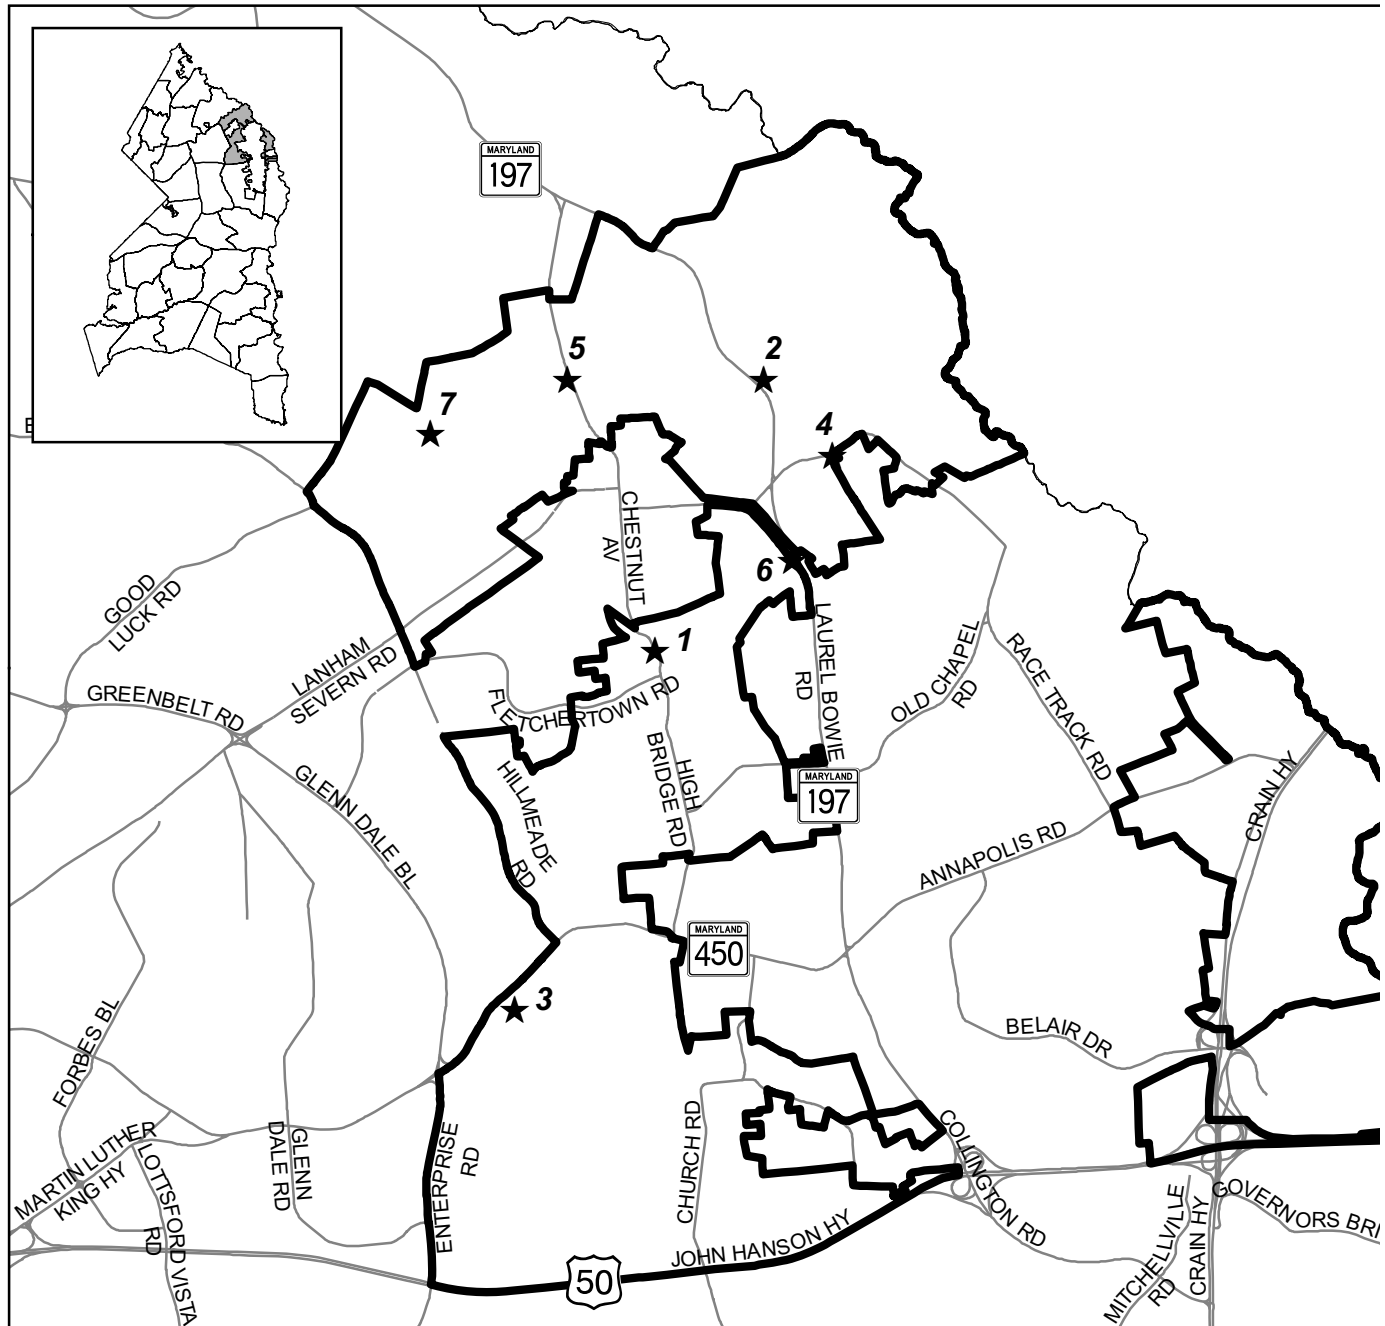 MARYLAND
197
5
2
7
4
E
CHESTNUT
AV
6
GOOD
LUCK RD
1
LAUREL BOWIE
RD
OLD CHAPEL
RD
RACE TRACK RD
LANHAM
SEVERN RD
GREENBELT RD
FLETCHERTOWN RD
HIGH
BRIDGE RD
HILLMEADE
RD
GLENN DALE BL
MARYLAND
197
CRAIN HY
ANNAPOLIS RD
MARYLAND
450
3
FORBES BL
BELAIR DR
MARTIN LUTHER
KING HY
LOTTSFORD VISTA
RD
GLENN
DALE RD
ENTERPRISE
RD
CHURCH RD
COLLINGTON RD
JOHN HANSON HY
50
MITCHELLVILLE
RD
CRAIN HY
GOVERNORS BRI